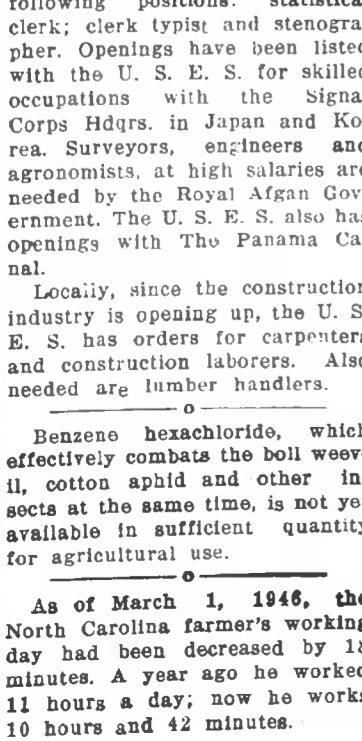 following positions: statistical
clerk; clerk typist and stenogra-
pher. Openings have been listed
with the U. S. E. S. for skilled
occupations with the Signal
Corps Hdqrs. in Japan and Ko-
rea. Surveyors, engineers and
agronomists, at high salaries are
needed by the Royal Afgan Gov-
ernment. The U. S. E. S. also has
openings with The Panama Ca-
nal.
Locally, since the construction
industry is opening up, the U. S.
E. S. has orders for carpenters
and construction laborers. Also
needed are lumber handlers.
o
Benzene hexachloride, which
effectively combats the boll weev-
il, cotton aphid and other in-
sects at the same time, is not yet
available in sufficient quantity
for agricultural use.
o
As of March 1, 1946, the
North Carolina farmer's working
day had been decreased by 18
minutes. A year ago he worked
11 hours a day; now he works
10 hours and 42 minutes.